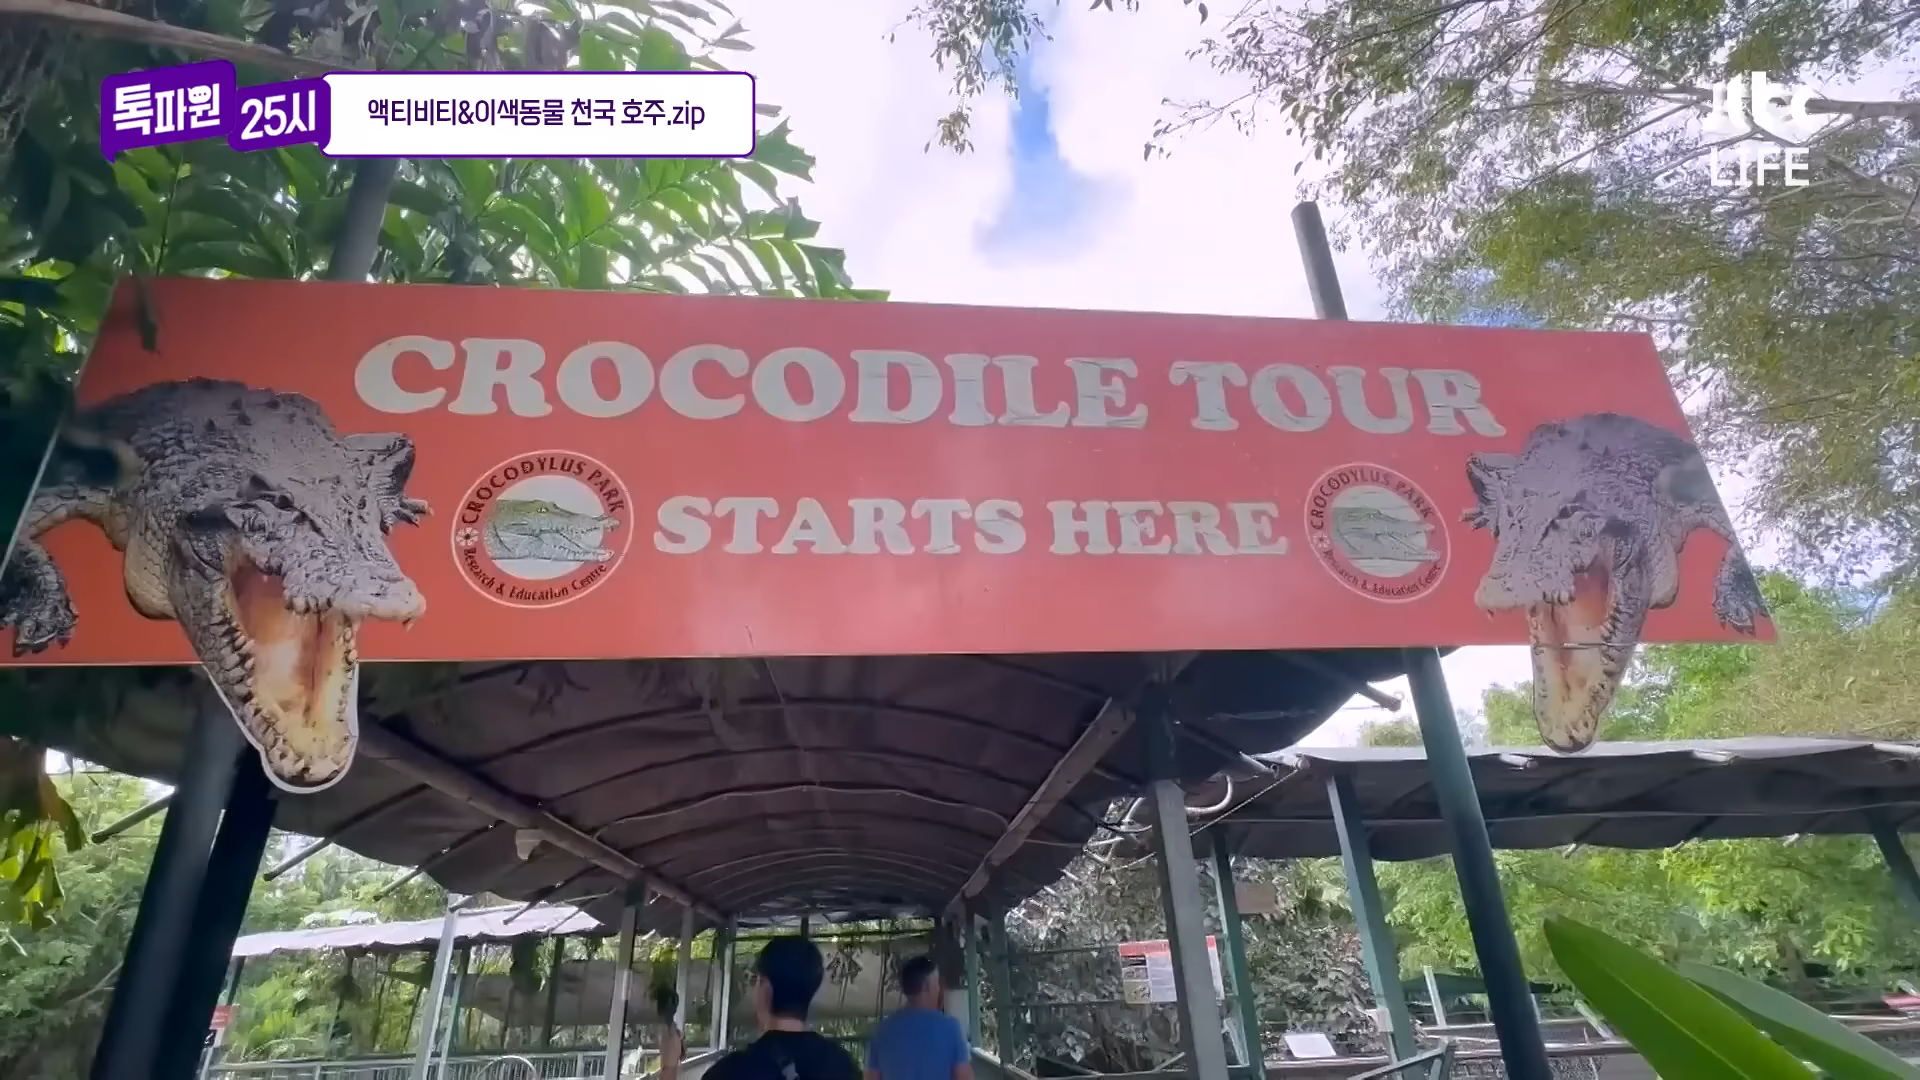 톡파원 25시
액티비티&이색동물 천국 호주.zip
jtbc
LIFE
CROCODILE TOUR
STARTS HERE
CROCODYLUS PARK
Research & Education Centre
CROCODYLUS PARK
Research & Education Centre